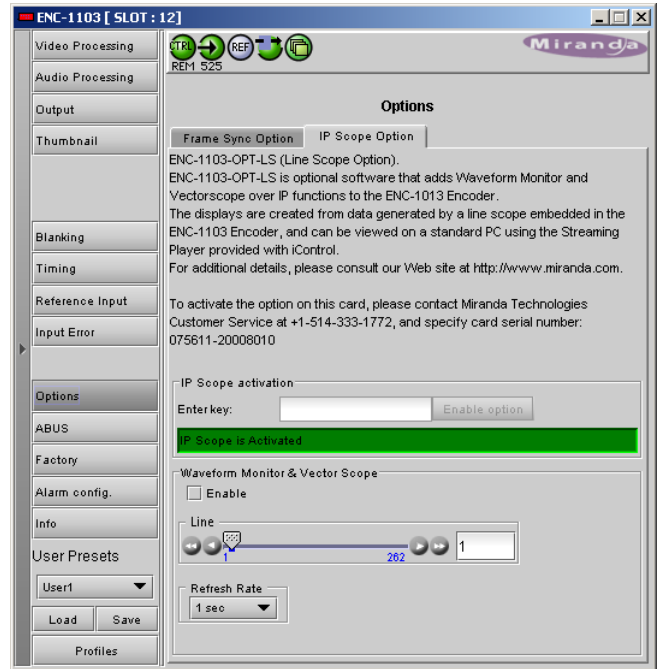 ENC-1103 [ SLOT : 12]
Video Processing
Audio Processing
Output
Thumbnail
Blanking
Timing
Reference Input
Input Error
Options
ABUS
Factory
Alarm config.
Info
User Presets
User1
Load Save
Profiles
CTRL REF
REM 525
Miranda
Options
Frame Sync Option IP Scope Option
ENC-1103-OPT-LS (Line Scope Option).
ENC-1103-OPT-LS is optional software that adds Waveform Monitor and
Vectorscope over IP functions to the ENC-1013 Encoder.
The displays are created from data generated by a line scope embedded in the
ENC-1103 Encoder, and can be viewed on a standard PC using the Streaming
Player provided with iControl.
For additional details, please consult our Web site at http://www.miranda.com.
To activate the option on this card, please contact Miranda Technologies
Customer Service at +1-514-333-1772, and specify card serial number:
075611-20008010
IP Scope activation
Enter key: Enable option
IP Scope is Activated
Waveform Monitor & Vector Scope
Enable
Line
1 262 1
Refresh Rate
1 sec